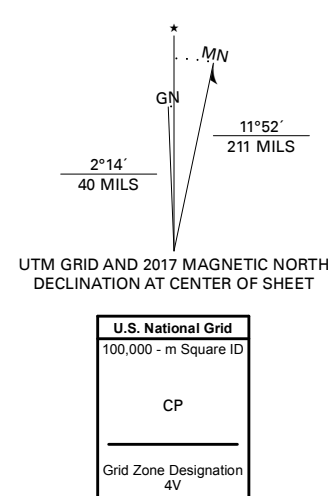 ★
MN
GN
11°52´
211 MILS
2°14´
40 MILS
UTM GRID AND 2017 MAGNETIC NORTH
DECLINATION AT CENTER OF SHEET
U.S. National Grid
100,000 - m Square ID
CP
Grid Zone Designation
4V